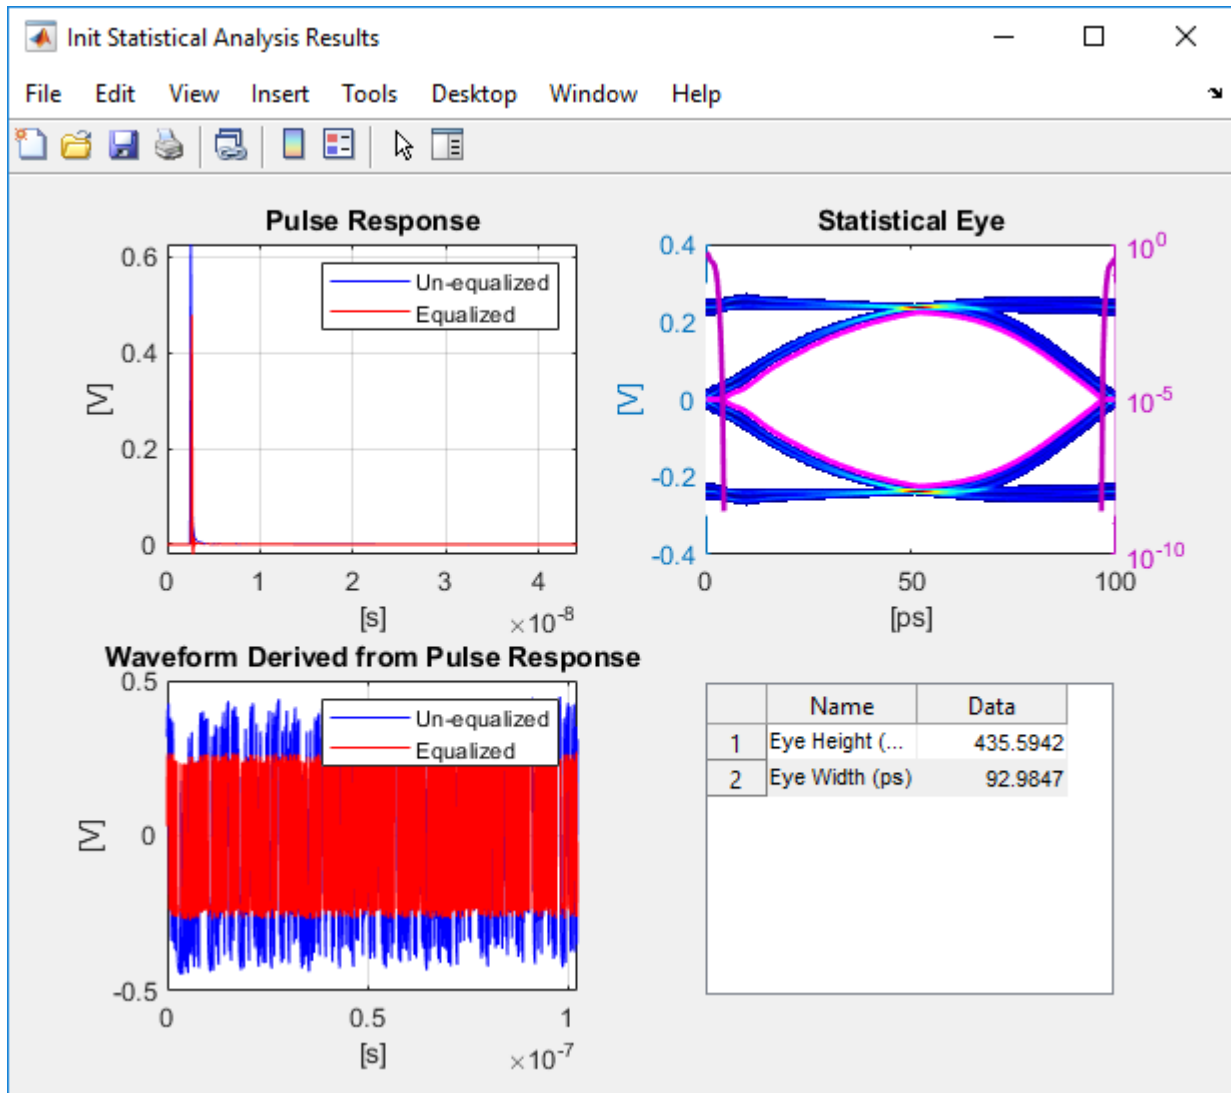 Init Statistical Analysis Results
File Edit View Insert Tools Desktop Window Help
Pulse Response
Un-equalized
Equalized
0.6
0.4
0.2
0
[V]
0 1 2 3 4
[s]
×10^-8
Statistical Eye
0.4
0.2
0
-0.2
-0.4
[V]
10^0
10^-5
10^-10
0 50 100
[ps]
Waveform Derived from Pulse Response
Un-equalized
Equalized
0.5
0
-0.5
[V]
0 0.5 1
[s]
×10^-7
Name Data
1 Eye Height (... 435.5942
2 Eye Width (ps) 92.9847